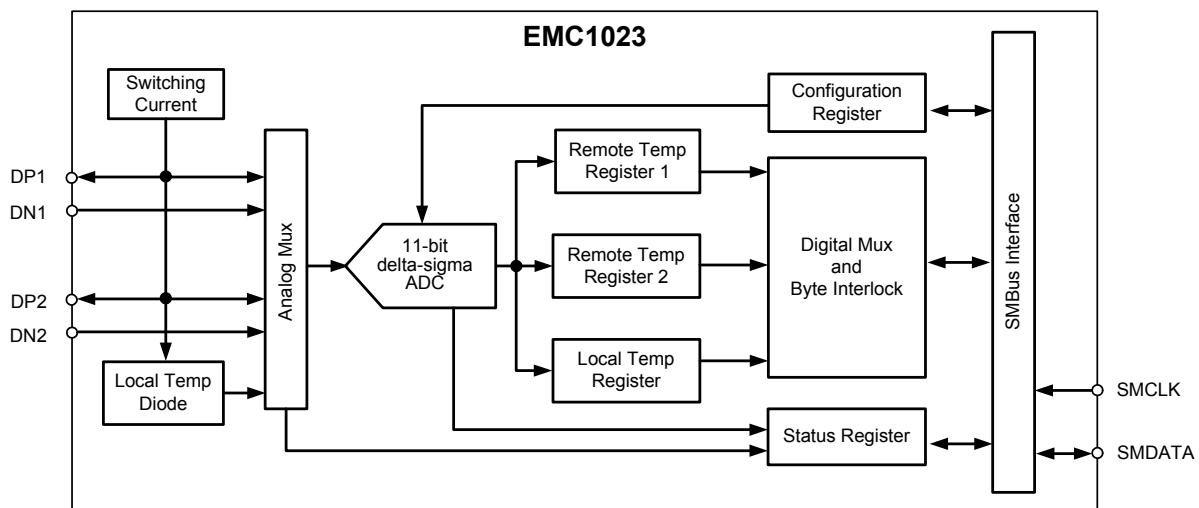 EMC1023
Switching
Current
DP1
DN1
DP2
DN2
Local Temp
Diode
Analog Mux
11-bit
delta-sigma
ADC
Configuration
Register
Remote Temp
Register 1
Remote Temp
Register 2
Local Temp
Register
Digital Mux
and
Byte Interlock
Status Register
SMBus Interface
SMCLK
SMDATA